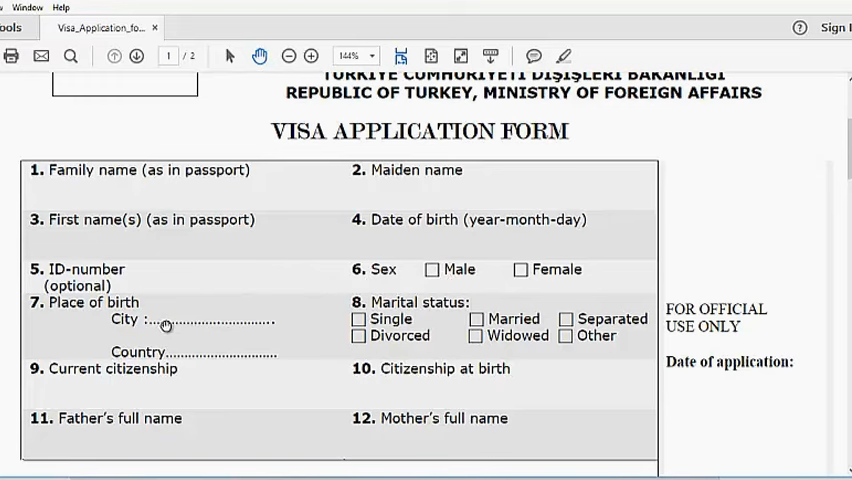 Window Help
Visa_Application_fo... ×
Sign
1 / 2
144%
TÜRKİYE CUMHURİYETİ DIŞİŞLERİ BAKANLIĞI
REPUBLIC OF TURKEY, MINISTRY OF FOREIGN AFFAIRS
VISA APPLICATION FORM
1. Family name (as in passport) 2. Maiden name
3. First name(s) (as in passport) 4. Date of birth (year-month-day)
5. ID-number 6. Sex Male Female
(optional)
7. Place of birth 8. Marital status:
City :.................................. Single Married Separated
Divorced Widowed Other
Country..............................
9. Current citizenship 10. Citizenship at birth
11. Father's full name 12. Mother's full name
FOR OFFICIAL
USE ONLY
Date of application: